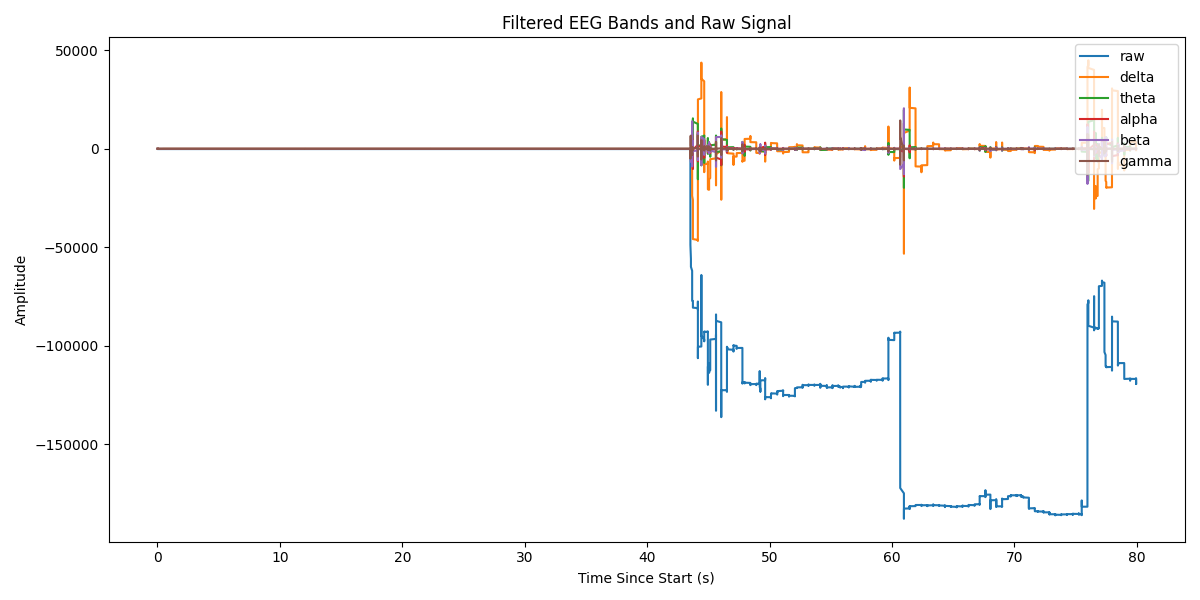 Filtered EEG Bands and Raw Signal
50000
0
−50000
−100000
−150000
Amplitude
raw
delta
theta
alpha
beta
gamma
0 10 20 30 40 50 60 70 80
Time Since Start (s)